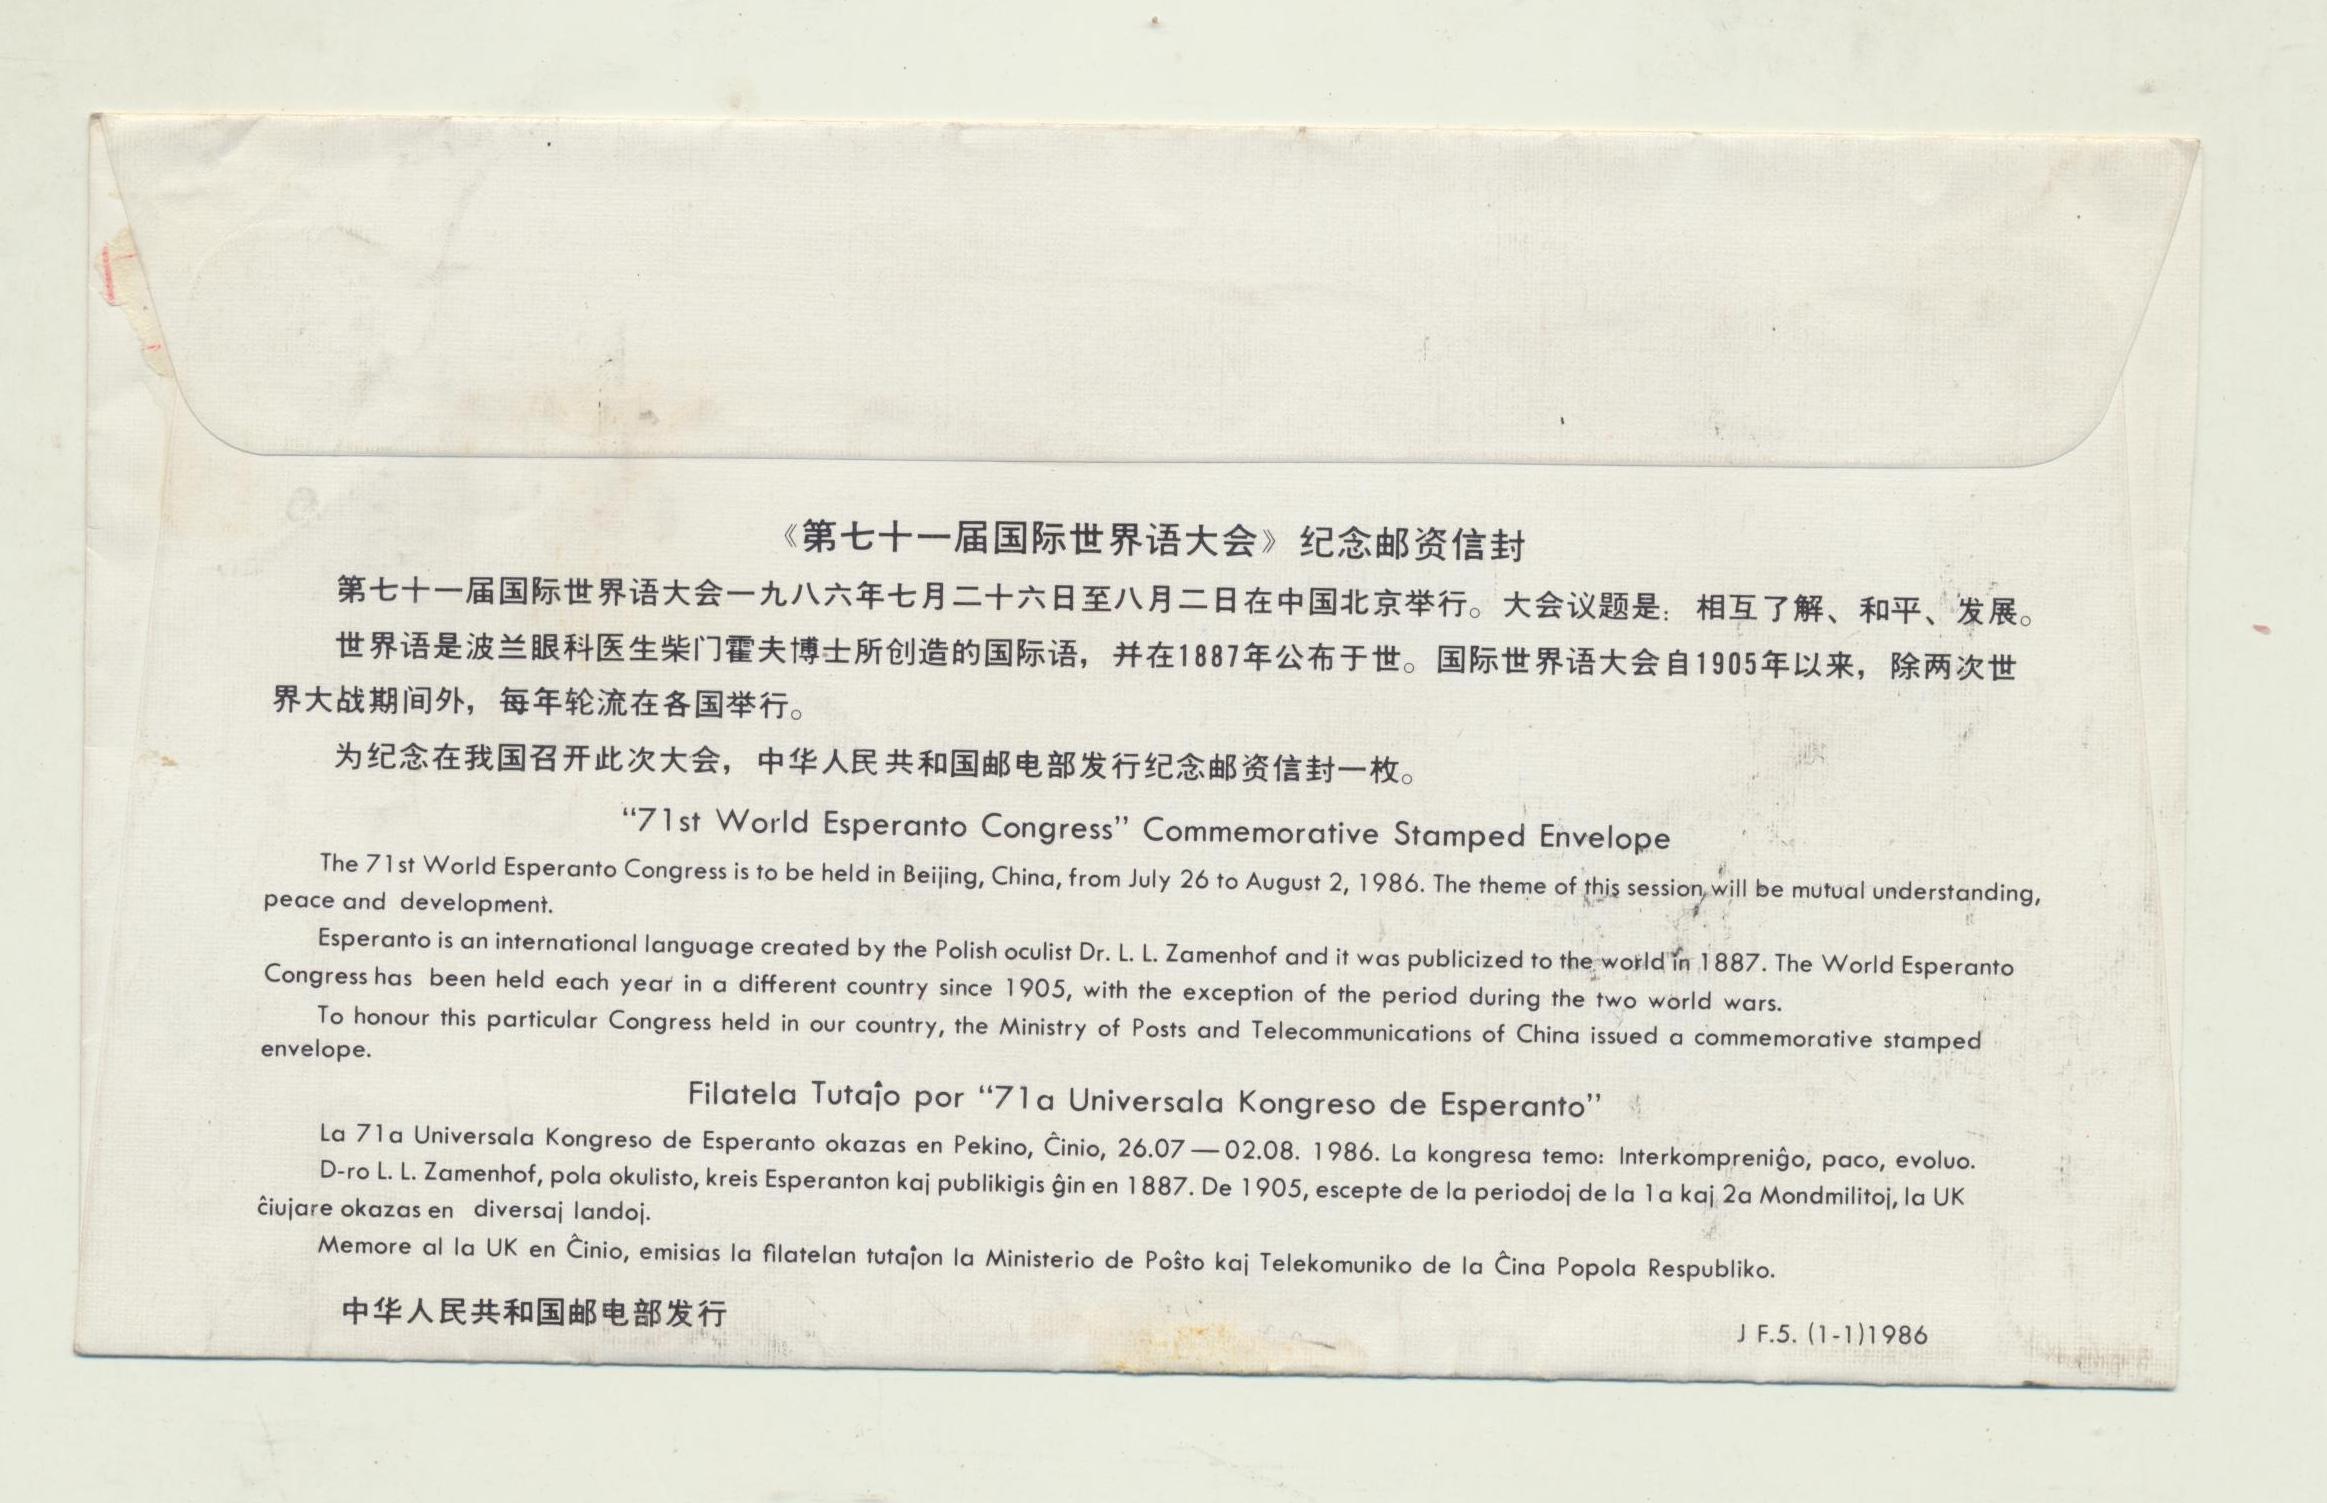 《第七十一届国际世界语大会》纪念邮资信封
第七十一届国际世界语大会一九八六年七月二十六日至八月二日在中国北京举行。大会议题是：相互了解、和平、发展。
世界语是波兰眼科医生柴门霍夫博士所创造的国际语，并在1887年公布于世。国际世界语大会自1905年以来，除两次世
界大战期间外，每年轮流在各国举行。
为纪念在我国召开此次大会，中华人民共和国邮电部发行纪念邮资信封一枚。
“71st World Esperanto Congress” Commemorative Stamped Envelope
The 71st World Esperanto Congress is to be held in Beijing, China, from July 26 to August 2, 1986. The theme of this session will be mutual understanding,
peace and development.
Esperanto is an international language created by the Polish oculist Dr. L. L. Zamenhof and it was publicized to the world in 1887. The World Esperanto
Congress has been held each year in a different country since 1905, with the exception of the period during the two world wars.
To honour this particular Congress held in our country, the Ministry of Posts and Telecommunications of China issued a commemorative stamped
envelope.
Filatela Tutaĵo por “71a Universala Kongreso de Esperanto”
La 71a Universala Kongreso de Esperanto okazas en Pekino, Ĉinio, 26.07—02.08. 1986. La kongresa temo: Interkompreniĝo, paco, evoluo.
D-ro L. L. Zamenhof, pola okulisto, kreis Esperanton kaj publikigis ĝin en 1887. De 1905, escepte de la periodoj de la 1a kaj 2a Mondmilitoj, la UK
ĉiujare okazas en diversaj landoj.
Memore al la UK en Ĉinio, emisias la filatelan tutaĵon la Ministerio de Poŝto kaj Telekomuniko de la Ĉina Popola Respubliko.
中华人民共和国邮电部发行
J F.5. (1-1)1986